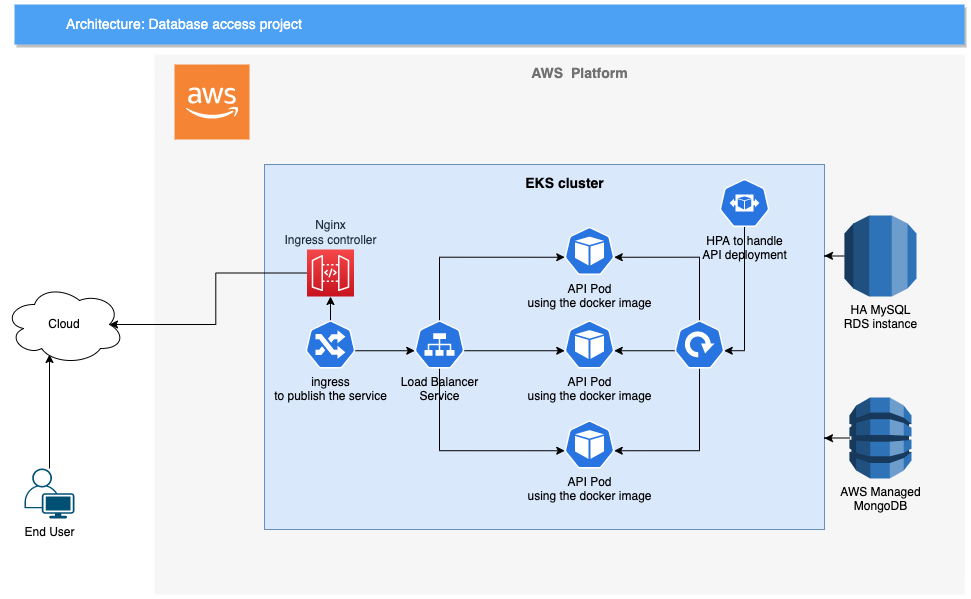 Architecture: Database access project
AWS Platform
aws
EKS cluster
Nginx
Ingress controller
HPA to handle
API deployment
API Pod
using the docker image
HA MySQL
RDS instance
Cloud
ingress
to publish the service
Load Balancer
Service
API Pod
using the docker image
API Pod
using the docker image
AWS Managed
MongoDB
End User